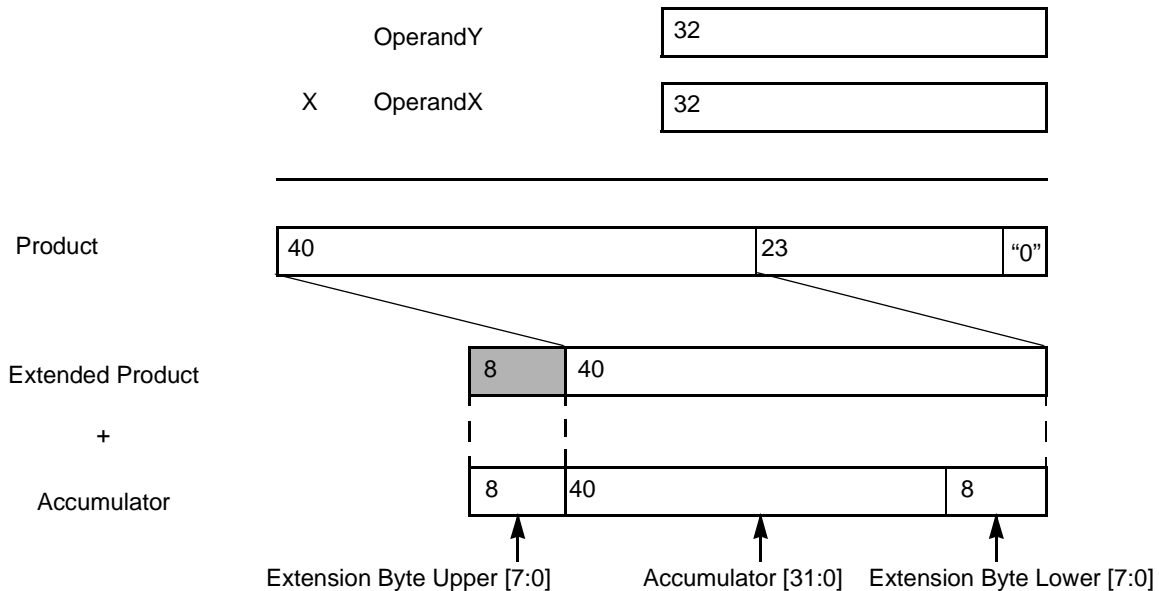 OperandY 32
X OperandX 32
Product 40 23 “0”
Extended Product 8 40
+
Accumulator 8 40 8
Extension Byte Upper [7:0] Accumulator [31:0] Extension Byte Lower [7:0]